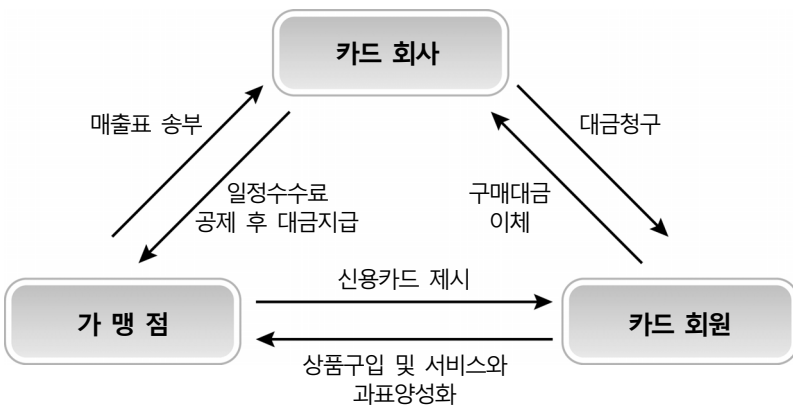 카드 회사
매출표 송부
대금청구
일정수수료
공제 후 대금지급
구매대금
이체
신용카드 제시
가 맹 점
카드 회원
상품구입 및 서비스와
과표양성화